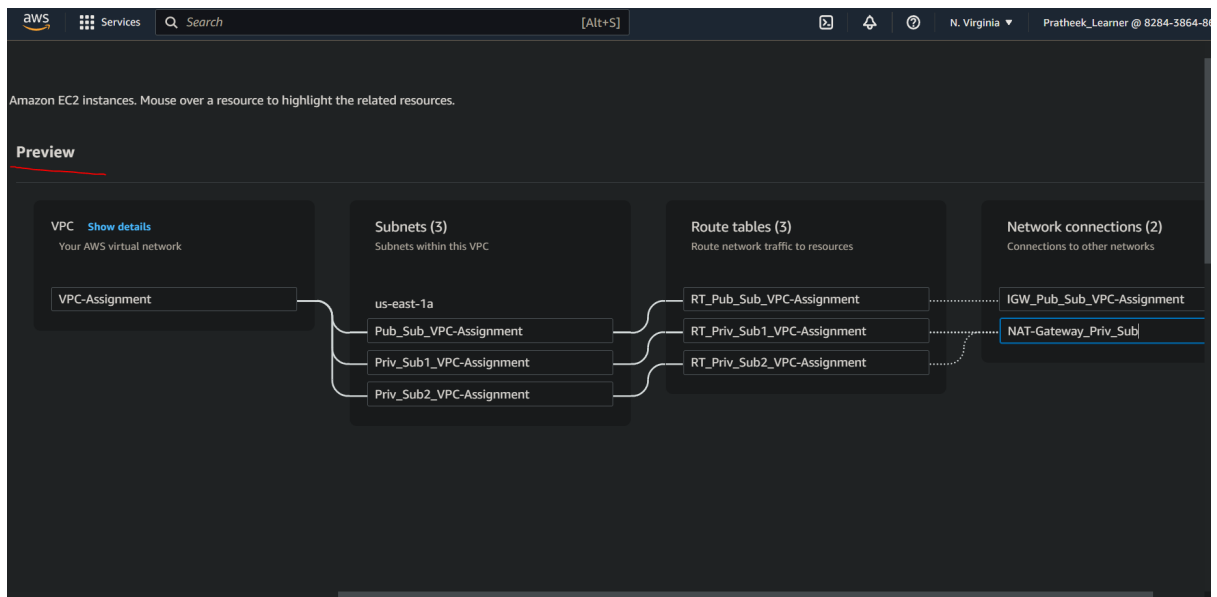 aws
Services
Search
[Alt+S]
N. Virginia
Pratheek_Learner @ 8284-3864-86
Amazon EC2 instances. Mouse over a resource to highlight the related resources.
Preview
VPC Show details
Your AWS virtual network
VPC-Assignment
Subnets (3)
Subnets within this VPC
us-east-1a
Pub_Sub_VPC-Assignment
Priv_Sub1_VPC-Assignment
Priv_Sub2_VPC-Assignment
Route tables (3)
Route network traffic to resources
RT_Pub_Sub_VPC-Assignment
RT_Priv_Sub1_VPC-Assignment
RT_Priv_Sub2_VPC-Assignment
Network connections (2)
Connections to other networks
IGW_Pub_Sub_VPC-Assignment
NAT-Gateway_Priv_Sub